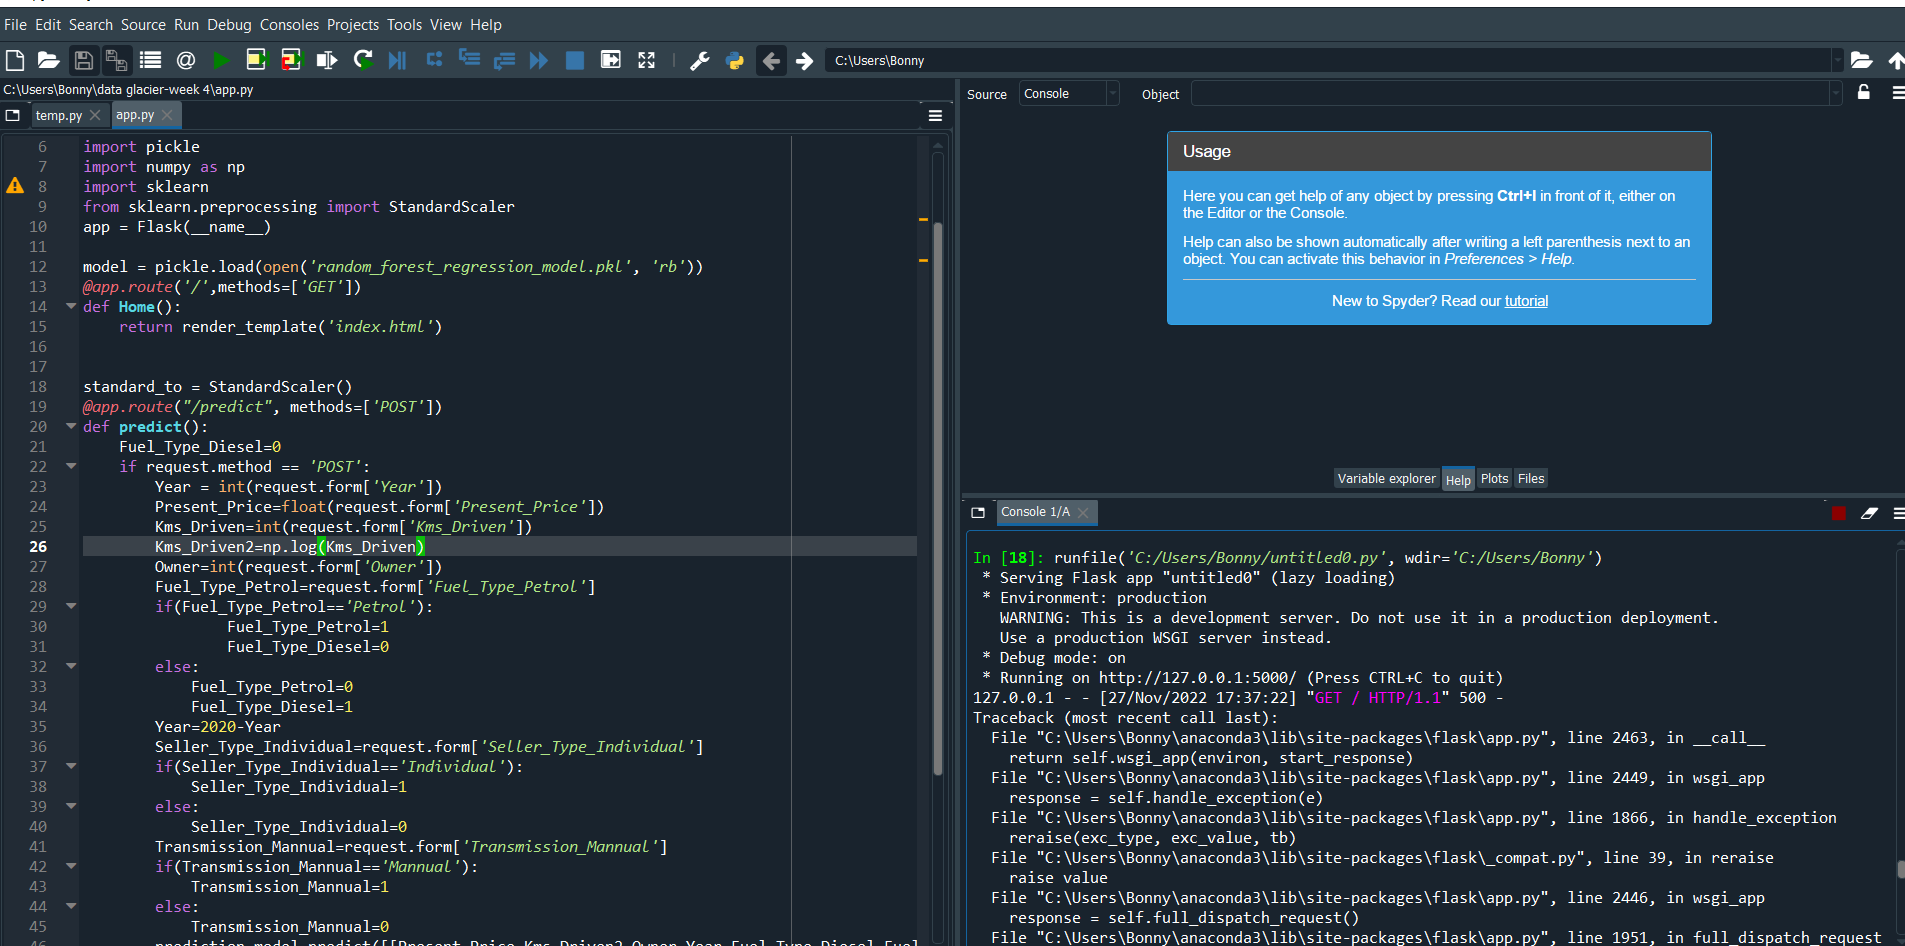 File Edit Search Source Run Debug Consoles Projects Tools View Help
C:\Users\Bonny
C:\Users\Bonny\data glacier-week 4\app.py
temp.py
app.py
6 import pickle
7 import numpy as np
8 import sklearn
9 from sklearn.preprocessing import StandardScaler
10 app = Flask(__name__)
11
12 model = pickle.load(open('random_forest_regression_model.pkl', 'rb'))
13 @app.route('/',methods=['GET'])
14 def Home():
15 return render_template('index.html')
16
17
18 standard_to = StandardScaler()
19 @app.route("/predict", methods=['POST'])
20 def predict():
21 Fuel_Type_Diesel=0
22 if request.method == 'POST':
23 Year = int(request.form['Year'])
24 Present_Price=float(request.form['Present_Price'])
25 Kms_Driven=int(request.form['Kms_Driven'])
26 Kms_Driven2=np.log(Kms_Driven)
27 Owner=int(request.form['Owner'])
28 Fuel_Type_Petrol=request.form['Fuel_Type_Petrol']
29 if(Fuel_Type_Petrol=='Petrol'):
30 Fuel_Type_Petrol=1
31 Fuel_Type_Diesel=0
32 else:
33 Fuel_Type_Petrol=0
34 Fuel_Type_Diesel=1
35 Year=2020-Year
36 Seller_Type_Individual=request.form['Seller_Type_Individual']
37 if(Seller_Type_Individual=='Individual'):
38 Seller_Type_Individual=1
39 else:
40 Seller_Type_Individual=0
41 Transmission_Mannual=request.form['Transmission_Mannual']
42 if(Transmission_Mannual=='Mannual'):
43 Transmission_Mannual=1
44 else:
45 Transmission_Mannual=0
Source Console Object
Usage
Here you can get help of any object by pressing Ctrl+I in front of it, either on
the Editor or the Console.
Help can also be shown automatically after writing a left parenthesis next to an
object. You can activate this behavior in Preferences > Help.
New to Spyder? Read our tutorial
Variable explorer Help Plots Files
Console 1/A
In [18]: runfile('C:/Users/Bonny/untitled0.py', wdir='C:/Users/Bonny')
* Serving Flask app "untitled0" (lazy loading)
* Environment: production
WARNING: This is a development server. Do not use it in a production deployment.
Use a production WSGI server instead.
* Debug mode: on
* Running on http://127.0.0.1:5000/ (Press CTRL+C to quit)
127.0.0.1 - - [27/Nov/2022 17:37:22] "GET / HTTP/1.1" 500 -
Traceback (most recent call last):
File "C:\Users\Bonny\anaconda3\lib\site-packages\flask\app.py", line 2463, in __call__
return self.wsgi_app(environ, start_response)
File "C:\Users\Bonny\anaconda3\lib\site-packages\flask\app.py", line 2449, in wsgi_app
response = self.handle_exception(e)
File "C:\Users\Bonny\anaconda3\lib\site-packages\flask\app.py", line 1866, in handle_exception
reraise(exc_type, exc_value, tb)
File "C:\Users\Bonny\anaconda3\lib\site-packages\flask\_compat.py", line 39, in reraise
raise value
File "C:\Users\Bonny\anaconda3\lib\site-packages\flask\app.py", line 2446, in wsgi_app
response = self.full_dispatch_request()
File "C:\Users\Bonny\anaconda3\lib\site-packages\flask\app.py", line 1951, in full_dispatch_request